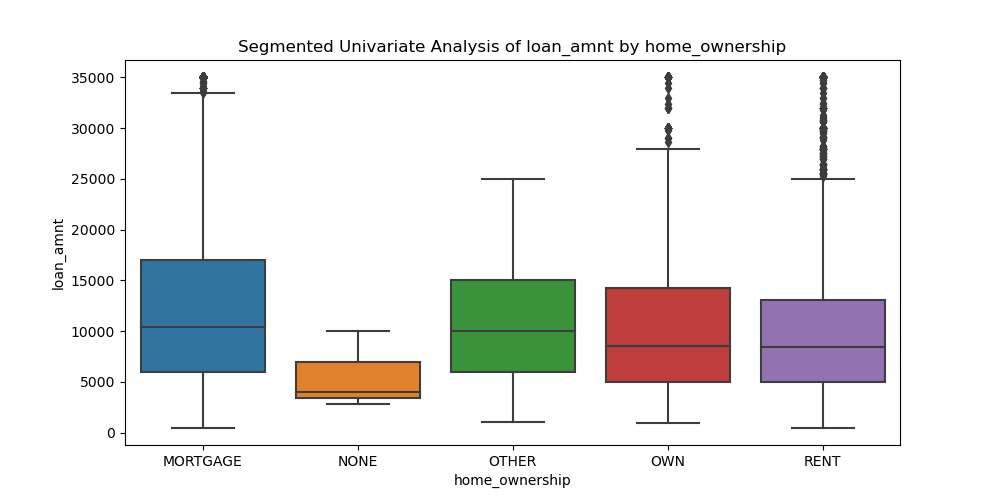 Segmented Univariate Analysis of loan_amnt by home_ownership
35000
30000
25000
20000
15000
10000
5000
0
loan_amnt
MORTGAGE NONE OTHER OWN RENT
home_ownership